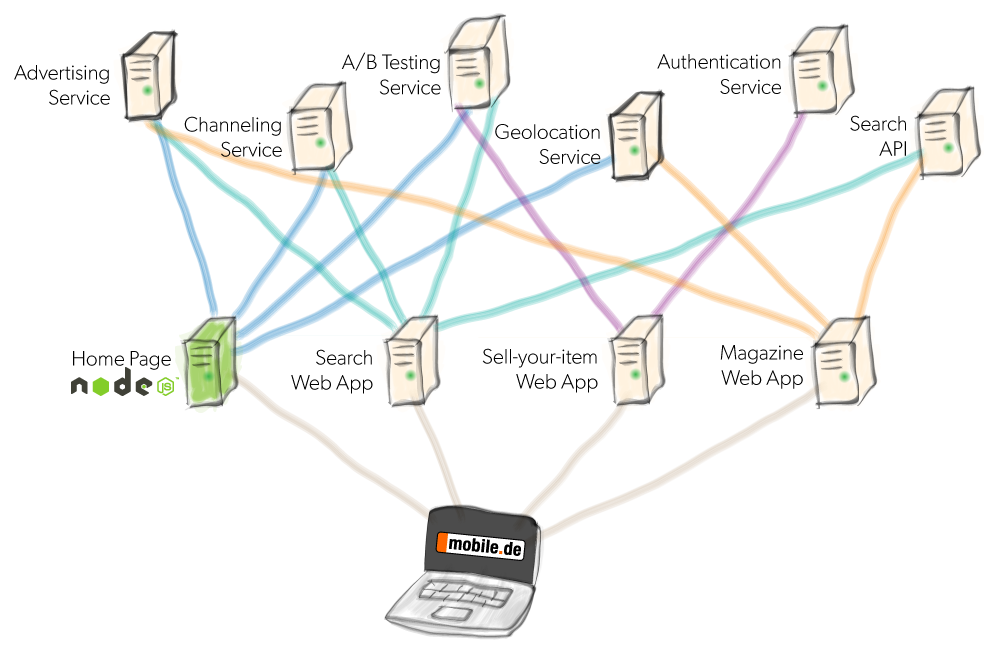 Advertising
Service
Channeling
Service
A/B Testing
Service
Geolocation
Service
Authentication
Service
Search
API
Home Page
node
JS
™
Search
Web App
Sell-your-item
Web App
Magazine
Web App
mobile.de